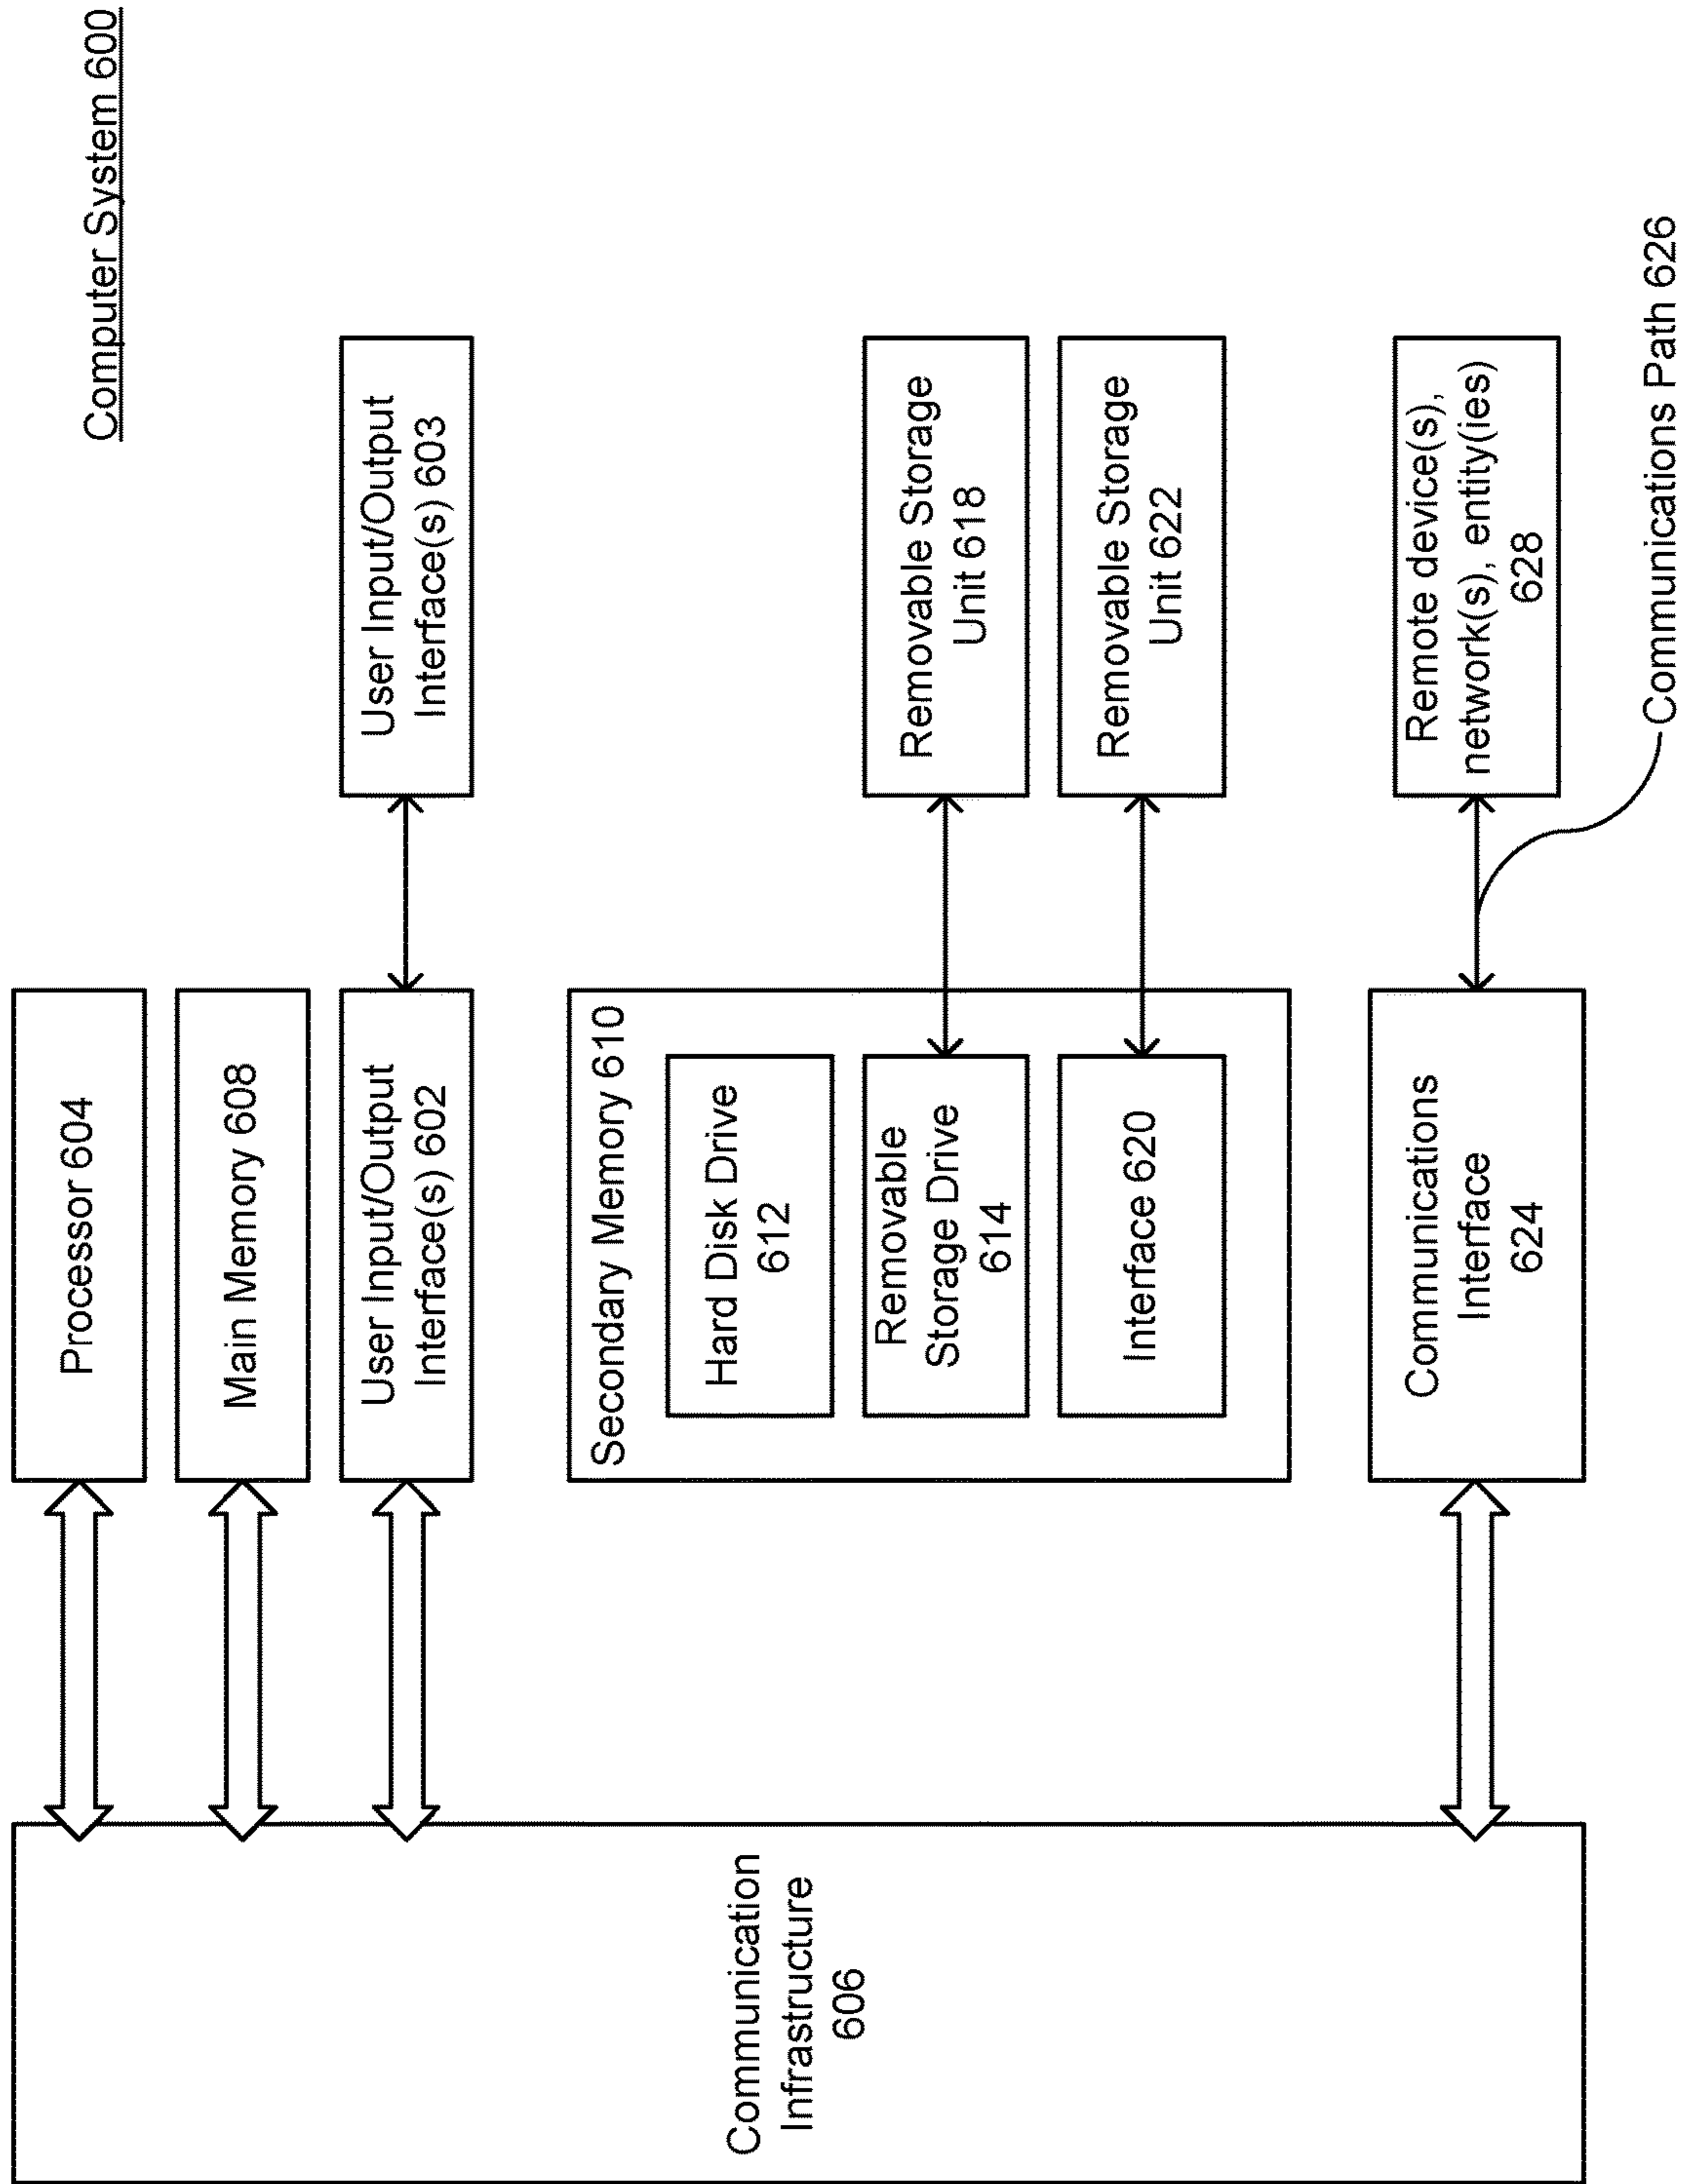 Computer System 600
Processor 604
Main Memory 608
User Input/Output
Interface(s) 602
User Input/Output
Interface(s) 603
Communication
Infrastructure
606
Secondary Memory 610
Hard Disk Drive
612
Removable
Storage Drive
614
Removable Storage
Unit 618
Interface 620
Removable Storage
Unit 622
Communications
Interface
624
Remote device(s),
network(s), entity(ies)
628
Communications Path 626